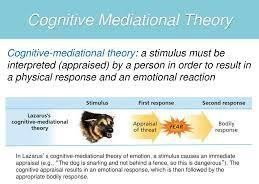 Cognitive Mediational Theory
Cognitive-mediational theory: a stimulus must be
interpreted (appraised) by a person in order to result in
a physical response and an emotional reaction
Stimulus
First response
Second response
Lazarus's
cognitive-mediational
theory
Appraisal
of threat
FEAR
Bodily
response
In Lazarus's cognitive-mediational theory of emotion, a stimulus causes an immediate
appraisal (e.g., "The dog is snarling and not behind a fence, so this is dangerous"). The
cognitive appraisal results in an emotional response, which is then followed by the
appropriate bodily response.